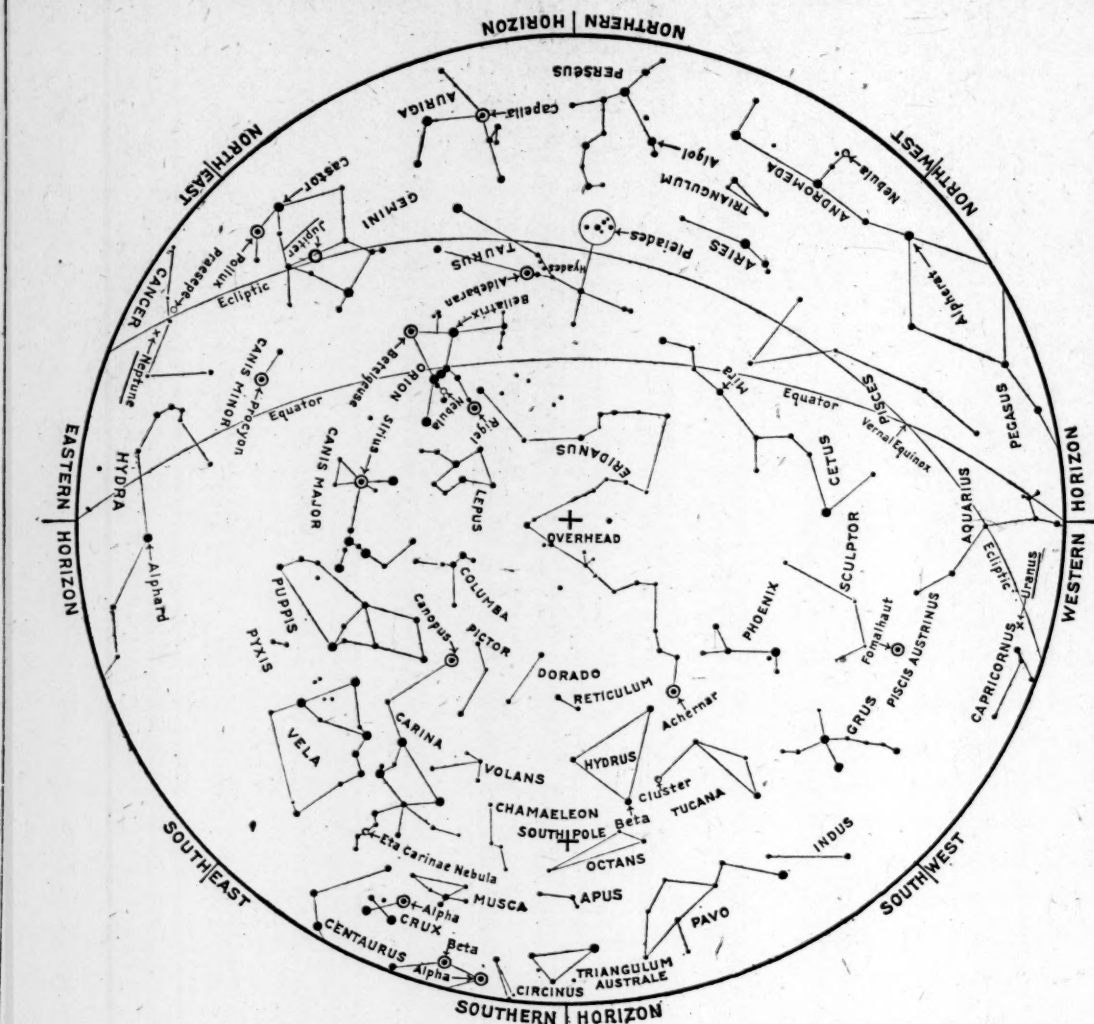 NORTHERN
HORIZON
PERSEUS
AURIGA
Capella
Algol
NORTH EAST
NORTH WEST
Castor
GEMINI
TRIANGULUM
ANDROMEDA
Nebula
Jupiter
Pollux
Praesepe
CANCER
Ecliptic
TAURUS
Hyades
Aldebaran
Pleiades
ARIES
Alpherat
Bellatrix
Betelgeuse
Neptune
CANIS MINOR
Procyon
Equator
ORION
Nebula
Rigel
Mira
Equator
PISCES
Vernal Equinox
PEGASUS
Sirius
CANIS MAJOR
ERIDANUS
CETUS
LEPUS
EASTERN
HORIZON
HYDRA
Alphard
OVERHEAD
SCULPTOR
AQUARIUS
Ecliptic
Uranus
HORIZON
WESTERN
PUPPIS
PYXIS
COLUMBA
Canopus
PICTOR
PHOENIX
Fomalhaut
PISCIS AUSTRINUS
CAPRICORNUS
DORADO
RETICULUM
Achernar
VELA
CARINA
VOLANS
HYDRUS
Cluster
TUCANA
GRUS
CHAMAELEON
SOUTH POLE
Beta
OCTANS
INDUS
Eta Carinae Nebula
MUSCA
APUS
PAVO
SOUTH EAST
SOUTH WEST
Alpha
CRUX
CENTAURUS
Beta
Alpha
CIRCINUS
TRIANGULUM
AUSTRALE
SOUTHERN
HORIZON